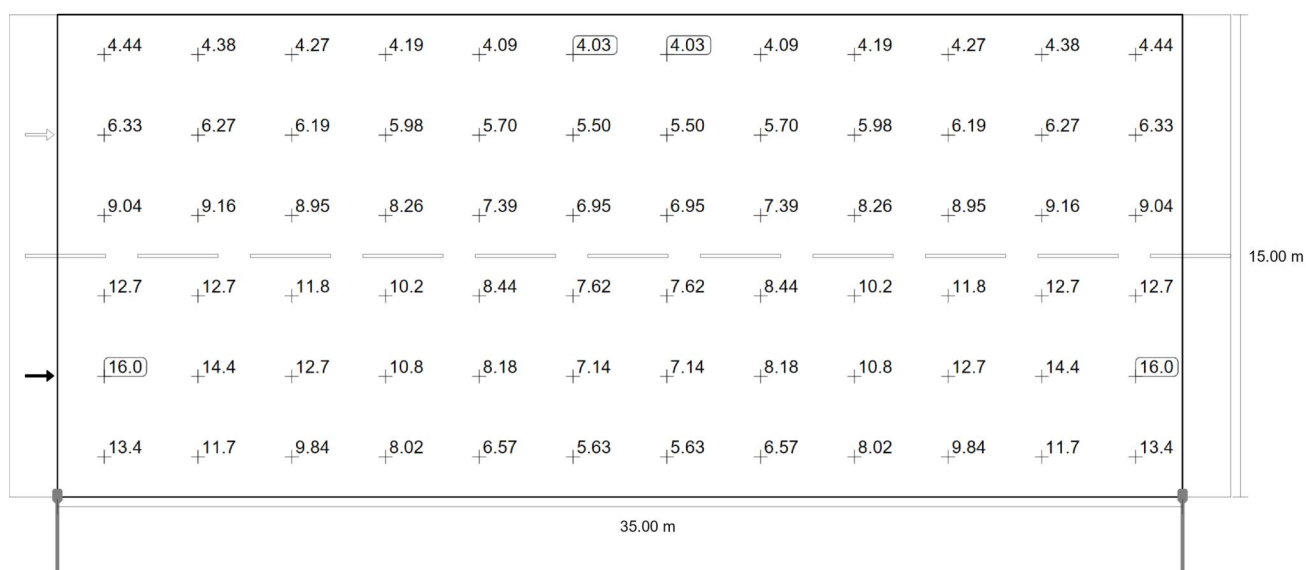 4.44 4.38 4.27 4.19 4.09 4.03 4.03 4.09 4.19 4.27 4.38 4.44
6.33 6.27 6.19 5.98 5.70 5.50 5.50 5.70 5.98 6.19 6.27 6.33
9.04 9.16 8.95 8.26 7.39 6.95 6.95 7.39 8.26 8.95 9.16 9.04
15.00 m
12.7 12.7 11.8 10.2 8.44 7.62 7.62 8.44 10.2 11.8 12.7 12.7
16.0 14.4 12.7 10.8 8.18 7.14 7.14 8.18 10.8 12.7 14.4 16.0
13.4 11.7 9.84 8.02 6.57 5.63 5.63 6.57 8.02 9.84 11.7 13.4
35.00 m